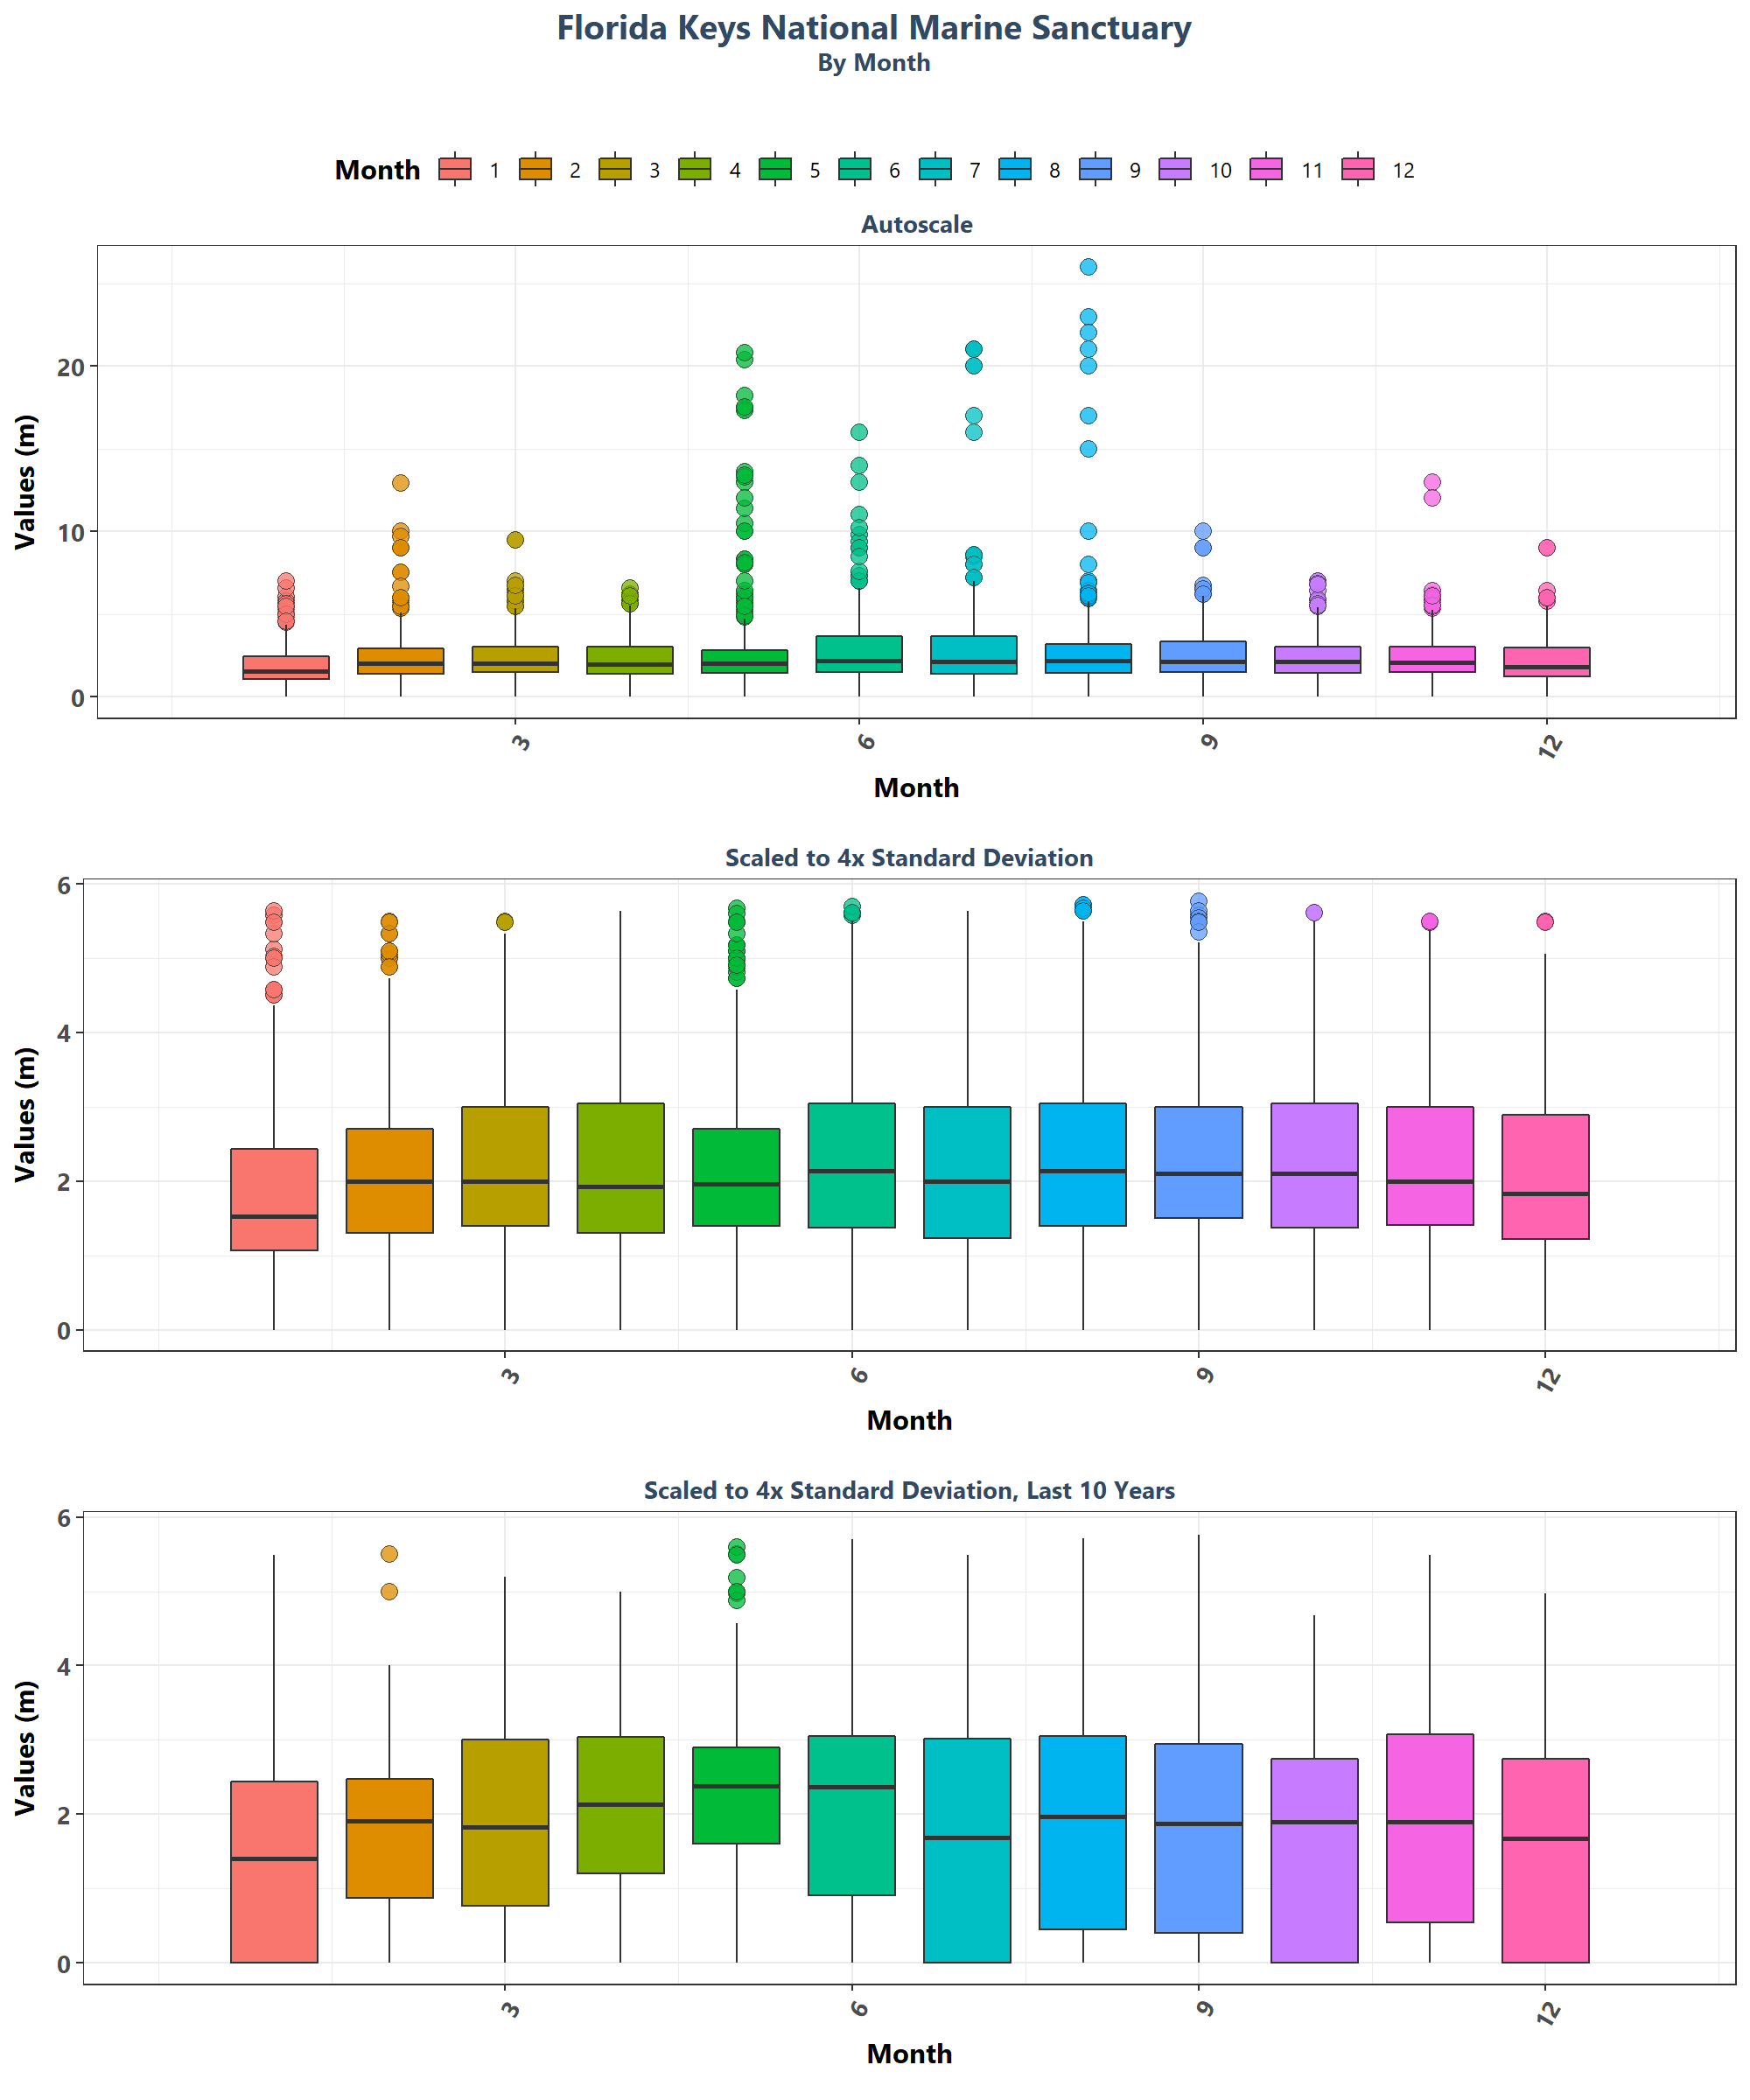 Florida Keys National Marine Sanctuary
By Month
Month 1 2 3 4 5 6 7 8 9 10 11 12
Autoscale
Values (m)
20
10
0
3 6 9 12
Month
Scaled to 4x Standard Deviation
Values (m)
6
4
2
0
3 6 9 12
Month
Scaled to 4x Standard Deviation, Last 10 Years
Values (m)
6
4
2
0
3 6 9 12
Month